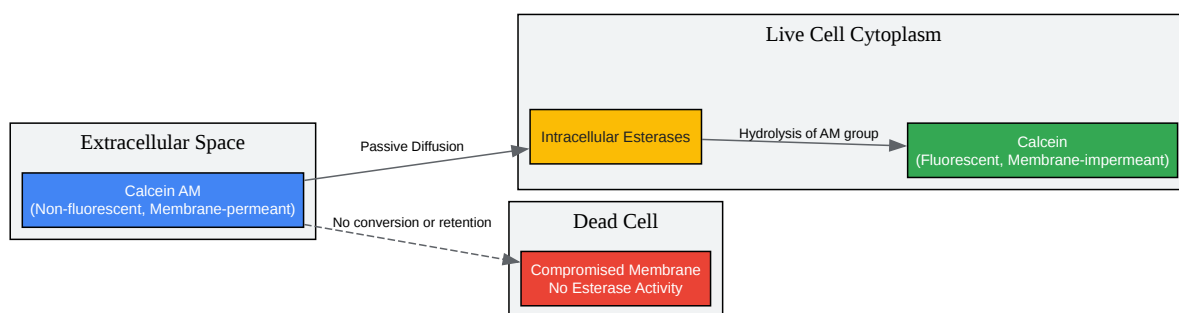 Extracellular Space
Calcein AM
(Non-fluorescent, Membrane-permeant)
Passive Diffusion
No conversion or retention
Live Cell Cytoplasm
Intracellular Esterases
Hydrolysis of AM group
Calcein
(Fluorescent, Membrane-impermeant)
Dead Cell
Compromised Membrane
No Esterase Activity